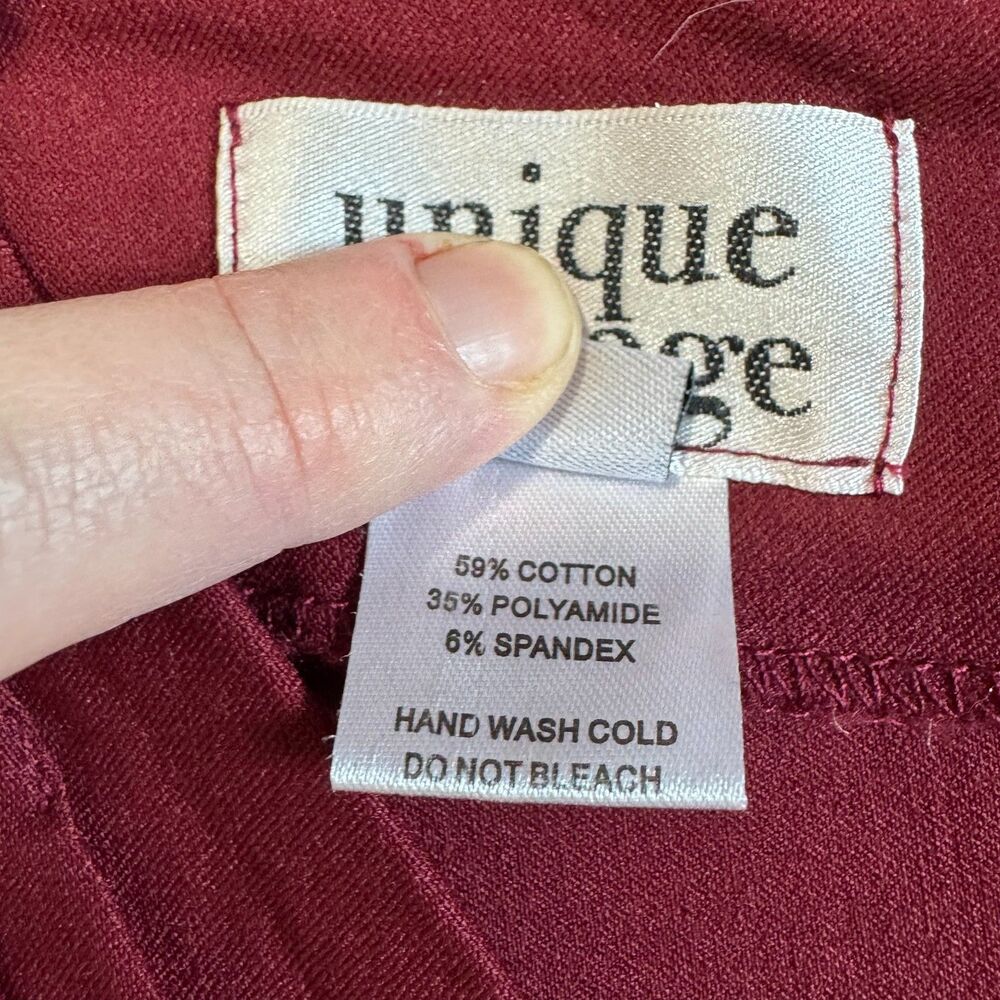 unique
59% COTTON
35% POLYAMIDE
6% SPANDEX
HAND WASH COLD
DO NOT BLEACH